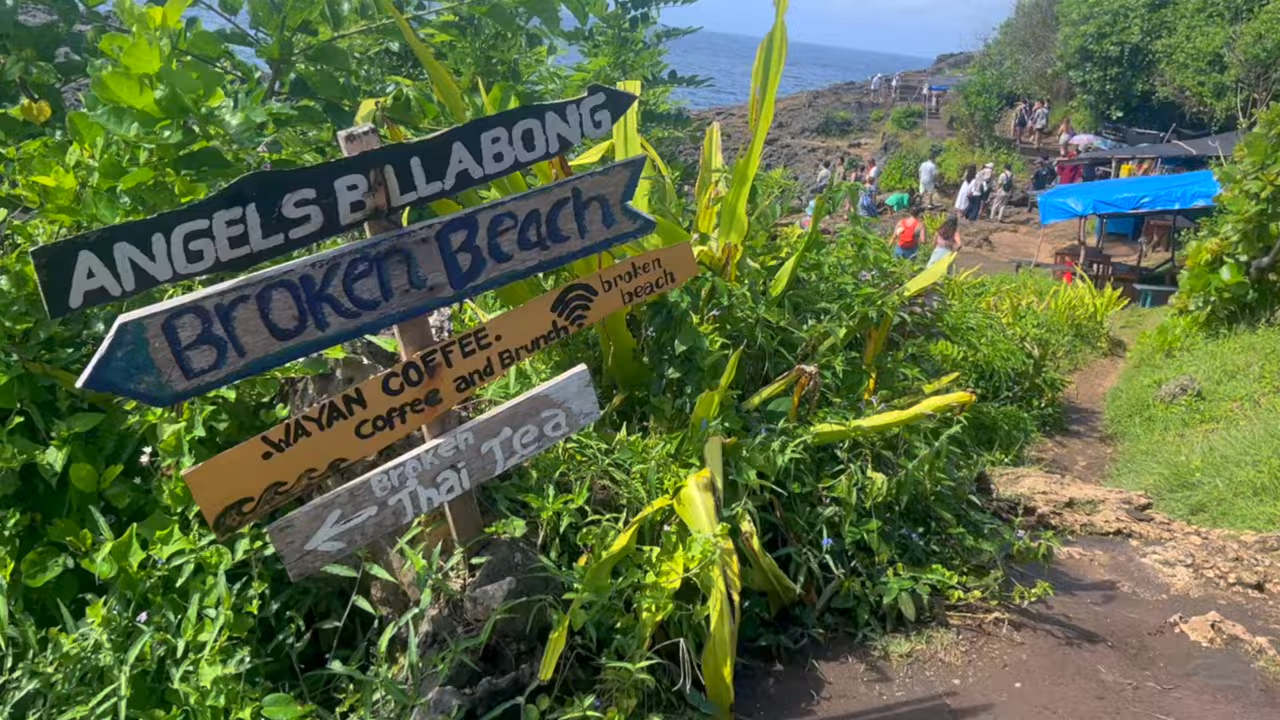 ANGELS BILLABONG
Broken Beach
.WAYAN COFFEE.
Coffee and Brunch
broken
beach
Broken
Thai Tea